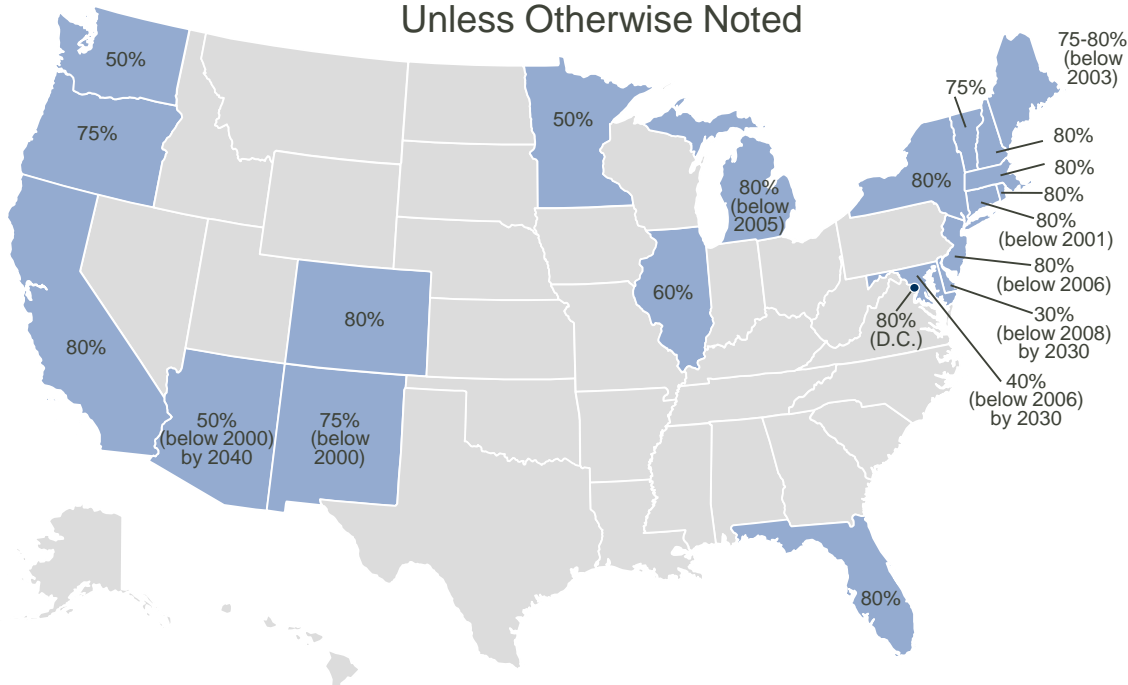 Unless Otherwise Noted
50%
75%
80%
50%
(below 2000)
by 2040
75%
(below
2000)
80%
50%
60%
80%
(below
2005)
80%
75%
75-80%
(below
2003)
80%
80%
80%
80%
(below 2001)
80%
(below 2006)
30%
(below 2008)
by 2030
40%
(below 2006)
by 2030
80%
(D.C.)
80%